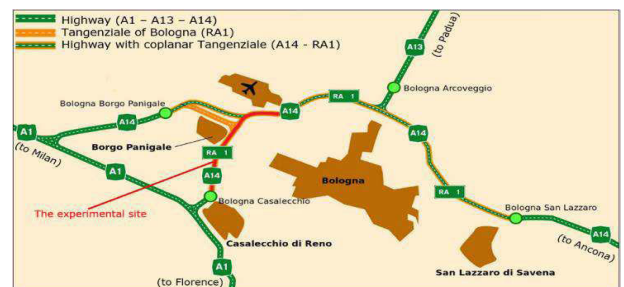 Highway (A1 – A13 – A14)
Tangenziale of Bologna (RA1)
Highway with coplanar Tangenziale (A14 - RA1)
A13
(to Padua)
Bologna Arcoveggio
Bologna Borgo Panigale
RA 1
A14
A14
A1
A14
(to Milan)
Borgo Panigale
RA 1
A1
A14
Bologna
RA 1
The experimental site
Bologna Casalecchio
Bologna San Lazzaro
A14
(to Ancona)
Casalecchio di Reno
A1
San Lazzaro di Savena
(to Florence)